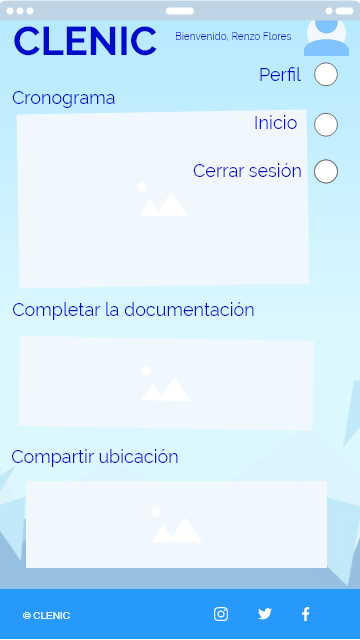 CLENIC
Bienvenido, Renzo Flores
Perfil
Cronograma
Inicio
Cerrar sesión
Completar la documentación
Compartir ubicación
© CLENIC